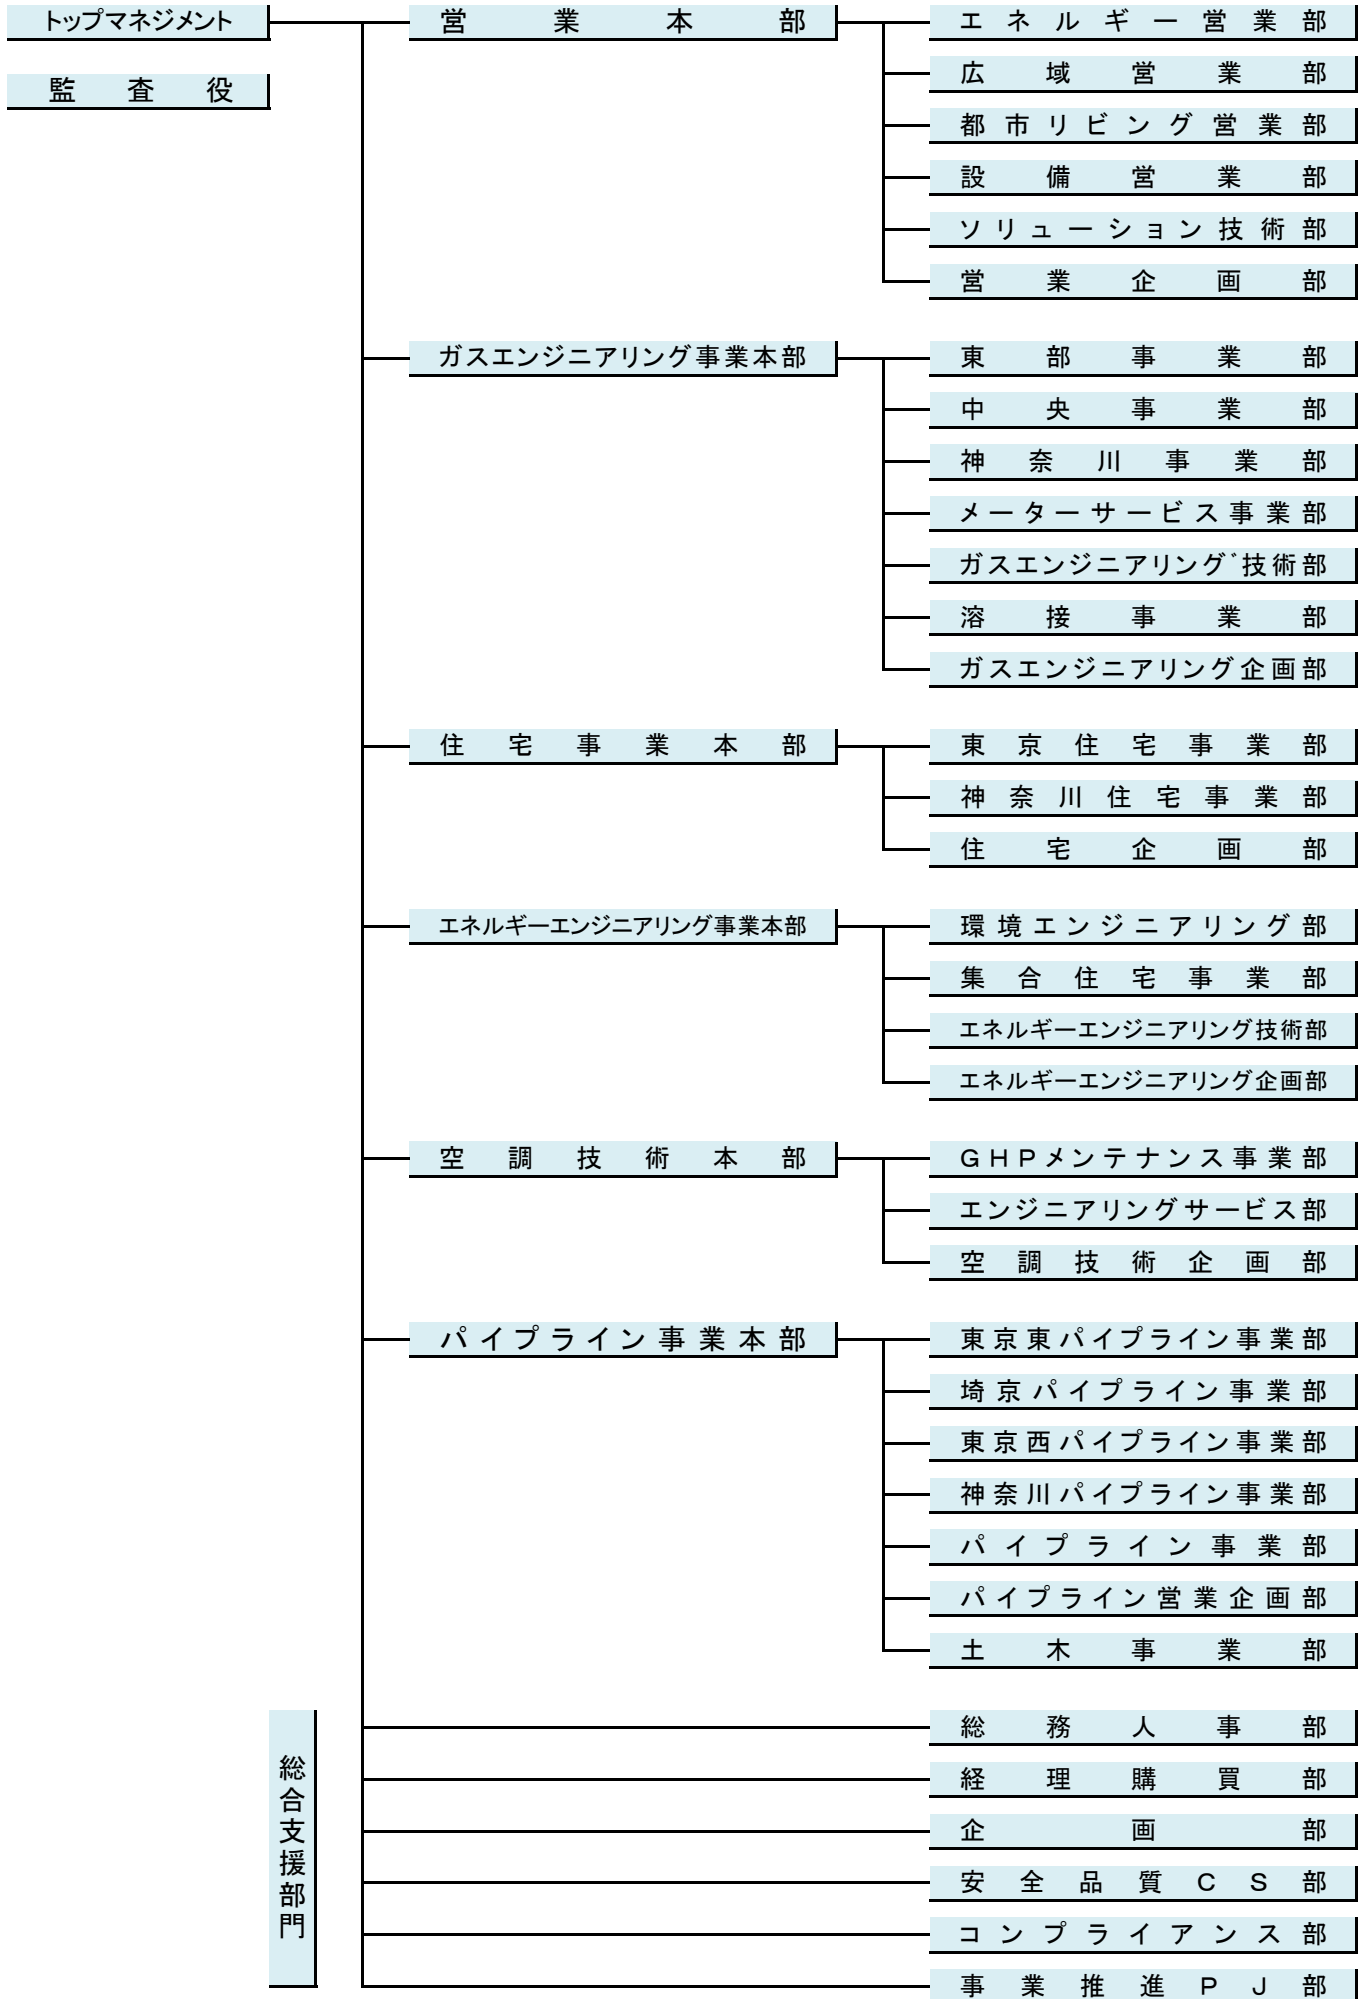 トップマネジメント
監査役
営業本部
エネルギー営業部
広域営業部
都市リビング営業部
設備営業部
ソリューション技術部
営業企画部
ガスエンジニアリング事業本部
東部事業部
中央事業部
神奈川事業部
メーターサービス事業部
ガスエンジニアリング゛技術部
溶接事業部
ガスエンジニアリング企画部
住宅事業本部
東京住宅事業部
神奈川住宅事業部
住宅企画部
エネルギーエンジニアリング事業本部
環境エンジニアリング部
集合住宅事業部
エネルギーエンジニアリング技術部
エネルギーエンジニアリング企画部
空調技術本部
GHPメンテナンス事業部
エンジニアリングサービス部
空調技術企画部
パイプライン事業本部
東京東パイプライン事業部
埼京パイプライン事業部
東京西パイプライン事業部
神奈川パイプライン事業部
パイプライン事業部
パイプライン営業企画部
土木事業部
総合支援部門
総務人事部
経理購買部
企画部
安全品質CS部
コンプライアンス部
事業推進PJ部